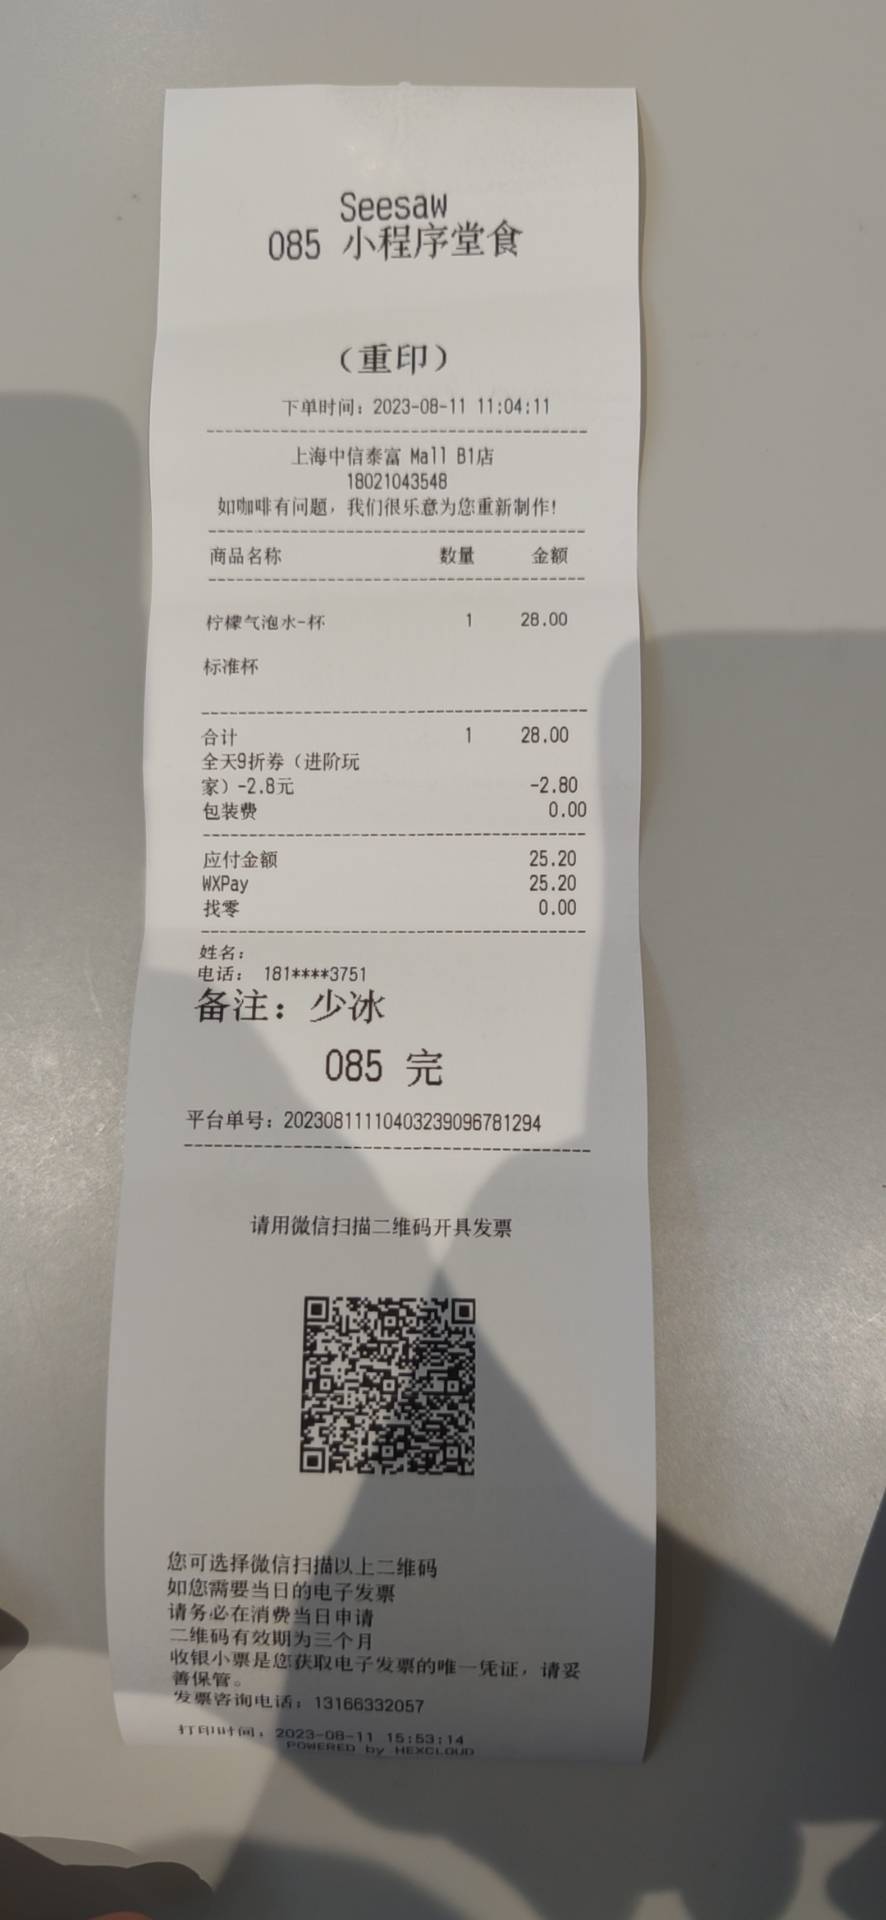 Seesaw
085 小程序堂食
（重印）
下单时间：2023-08-11 11:04:11
上海中信泰富 Mall B1店
18021043548
如咖啡有问题，我们很乐意为您重新制作！
商品名称 数量 金额
柠檬气泡水-杯 1 28.00
标准杯
合计 1 28.00
全天9折券（进阶玩
家）-2.8元 -2.80
包装费 0.00
应付金额 25.20
WXPay 25.20
找零 0.00
姓名：
电话： 181****3751
备注：少冰
085 完
平台单号：20230811110403239096781294
请用微信扫描二维码开具发票
您可选择微信扫描以上二维码
如您需要当日的电子发票
请务必在消费当日申请
二维码有效期为三个月
收银小票是您获取电子发票的唯一凭证，请妥
善保管。
发票咨询电话：13166332057
打印时间：2023-08-11 15:53:14
POWERED by HEXCLOUD